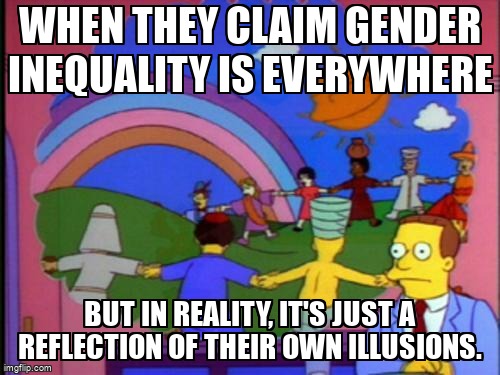 WHEN THEY CLAIM GENDER
INEQUALITY IS EVERYWHERE
BUT IN REALITY, IT'S JUST A
REFLECTION OF THEIR OWN ILLUSIONS.
imgflip.com